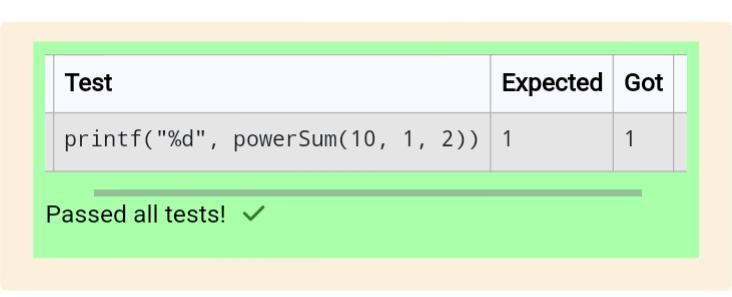 Test Expected Got
printf("%d", powerSum(10, 1, 2)) 1 1
Passed all tests!